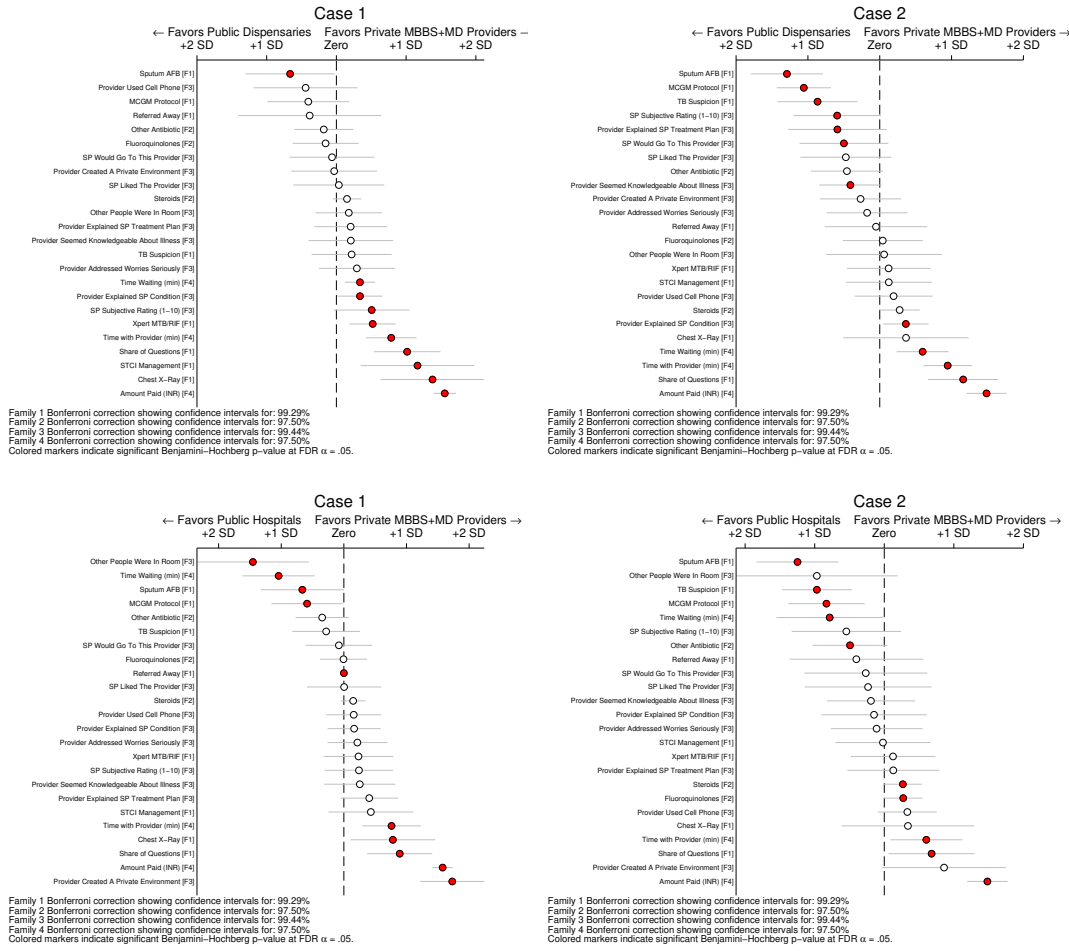 Case 1
← Favors Public Dispensaries Favors Private MBBS+MD Providers –
+2 SD +1 SD Zero +1 SD +2 SD
Sputum AFB [F1]
Provider Used Cell Phone [F3]
MCGM Protocol [F1]
Referred Away [F1]
Other Antibiotic [F2]
Fluoroquinolones [F2]
SP Would Go To This Provider [F3]
Provider Created A Private Environment [F3]
SP Liked The Provider [F3]
Steroids [F2]
Other People Were In Room [F3]
Provider Explained SP Treatment Plan [F3]
Provider Seemed Knowledgeable About Illness [F3]
TB Suspicion [F1]
Provider Addressed Worries Seriously [F3]
Time Waiting (min) [F4]
Provider Explained SP Condition [F3]
SP Subjective Rating (1−10) [F3]
Xpert MTB/RIF [F1]
Time with Provider (min) [F4]
Share of Questions [F1]
STCI Management [F1]
Chest X−Ray [F1]
Amount Paid (INR) [F4]
Family 1 Bonferroni correction showing confidence intervals for: 99.29%
Family 2 Bonferroni correction showing confidence intervals for: 97.50%
Family 3 Bonferroni correction showing confidence intervals for: 99.44%
Family 4 Bonferroni correction showing confidence intervals for: 97.50%
Colored markers indicate significant Benjamini−Hochberg p−value at FDR α = .05.
Case 2
← Favors Public Dispensaries Favors Private MBBS+MD Providers →
+2 SD +1 SD Zero +1 SD +2 SD
Sputum AFB [F1]
MCGM Protocol [F1]
TB Suspicion [F1]
SP Subjective Rating (1−10) [F3]
Provider Explained SP Treatment Plan [F3]
SP Would Go To This Provider [F3]
SP Liked The Provider [F3]
Other Antibiotic [F2]
Provider Seemed Knowledgeable About Illness [F3]
Provider Created A Private Environment [F3]
Provider Addressed Worries Seriously [F3]
Referred Away [F1]
Fluoroquinolones [F2]
Other People Were In Room [F3]
Xpert MTB/RIF [F1]
STCI Management [F1]
Provider Used Cell Phone [F3]
Steroids [F2]
Provider Explained SP Condition [F3]
Chest X−Ray [F1]
Time Waiting (min) [F4]
Time with Provider (min) [F4]
Share of Questions [F1]
Amount Paid (INR) [F4]
Family 1 Bonferroni correction showing confidence intervals for: 99.29%
Family 2 Bonferroni correction showing confidence intervals for: 97.50%
Family 3 Bonferroni correction showing confidence intervals for: 99.44%
Family 4 Bonferroni correction showing confidence intervals for: 97.50%
Colored markers indicate significant Benjamini−Hochberg p−value at FDR α = .05.
Case 1
← Favors Public Hospitals Favors Private MBBS+MD Providers →
+2 SD +1 SD Zero +1 SD +2 SD
Other People Were In Room [F3]
Time Waiting (min) [F4]
Sputum AFB [F1]
MCGM Protocol [F1]
Other Antibiotic [F2]
TB Suspicion [F1]
SP Would Go To This Provider [F3]
Fluoroquinolones [F2]
Referred Away [F1]
SP Liked The Provider [F3]
Steroids [F2]
Provider Used Cell Phone [F3]
Provider Explained SP Condition [F3]
Provider Addressed Worries Seriously [F3]
Xpert MTB/RIF [F1]
SP Subjective Rating (1−10) [F3]
Provider Seemed Knowledgeable About Illness [F3]
Provider Explained SP Treatment Plan [F3]
STCI Management [F1]
Time with Provider (min) [F4]
Chest X−Ray [F1]
Share of Questions [F1]
Amount Paid (INR) [F4]
Provider Created A Private Environment [F3]
Family 1 Bonferroni correction showing confidence intervals for: 99.29%
Family 2 Bonferroni correction showing confidence intervals for: 97.50%
Family 3 Bonferroni correction showing confidence intervals for: 99.44%
Family 4 Bonferroni correction showing confidence intervals for: 97.50%
Colored markers indicate significant Benjamini−Hochberg p−value at FDR α = .05.
Case 2
← Favors Public Hospitals Favors Private MBBS+MD Providers →
+2 SD +1 SD Zero +1 SD +2 SD
Sputum AFB [F1]
Other People Were In Room [F3]
TB Suspicion [F1]
MCGM Protocol [F1]
Time Waiting (min) [F4]
SP Subjective Rating (1−10) [F3]
Other Antibiotic [F2]
Referred Away [F1]
SP Would Go To This Provider [F3]
SP Liked The Provider [F3]
Provider Seemed Knowledgeable About Illness [F3]
Provider Explained SP Condition [F3]
Provider Addressed Worries Seriously [F3]
STCI Management [F1]
Xpert MTB/RIF [F1]
Provider Explained SP Treatment Plan [F3]
Steroids [F2]
Fluoroquinolones [F2]
Provider Used Cell Phone [F3]
Chest X−Ray [F1]
Time with Provider (min) [F4]
Share of Questions [F1]
Provider Created A Private Environment [F3]
Amount Paid (INR) [F4]
Family 1 Bonferroni correction showing confidence intervals for: 99.29%
Family 2 Bonferroni correction showing confidence intervals for: 97.50%
Family 3 Bonferroni correction showing confidence intervals for: 99.44%
Family 4 Bonferroni correction showing confidence intervals for: 97.50%
Colored markers indicate significant Benjamini−Hochberg p−value at FDR α = .05.